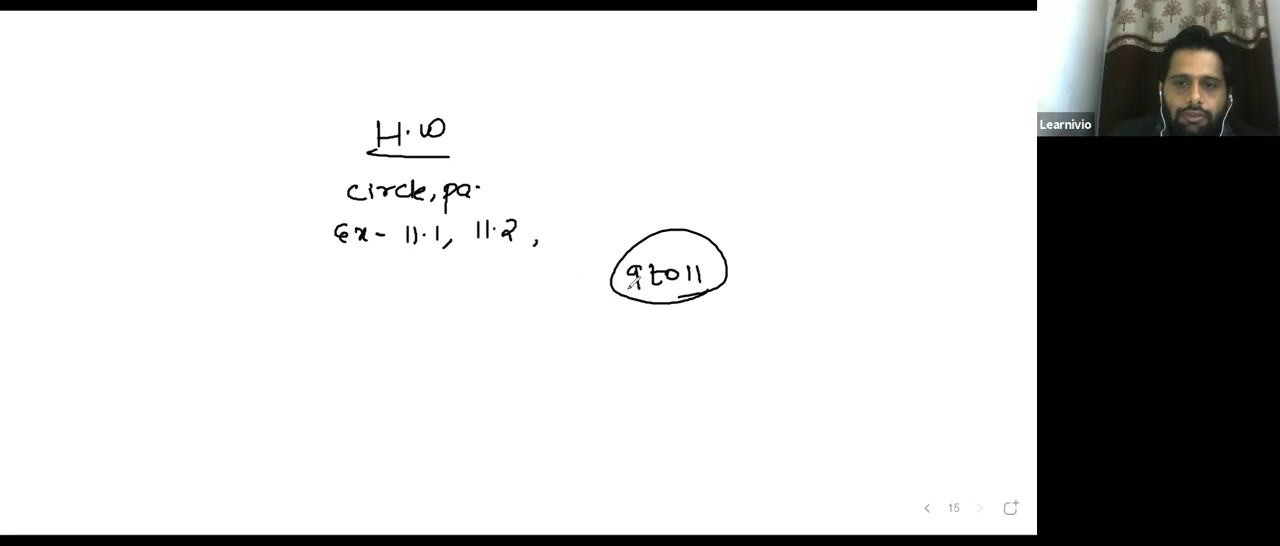 H.W
circle, pa.
Ex - 11.1, 11.2,
9 to 11
Learnivio
15